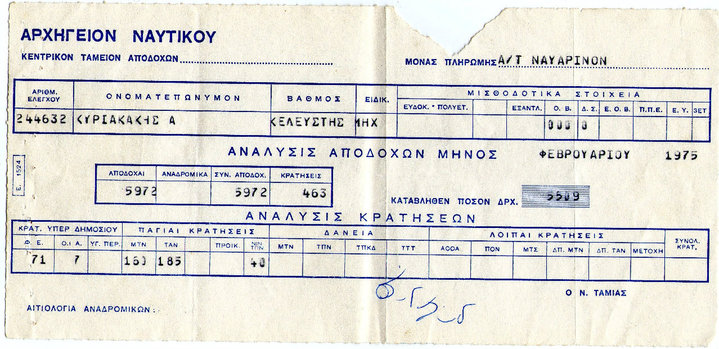 ΑΡΧΗΓΕΙΟΝ ΝΑΥΤΙΚΟΥ
ΚΕΝΤΡΙΚΟΝ ΤΑΜΕΙΟΝ ΑΠΟΔΟΧΩΝ
ΜΟΝΑΣ ΠΛΗΡΩΜΗΣ Α/Τ ΝΑΥΑΡΙΝΟΝ
ΑΡΙΘΜ. ΕΛΕΓΧΟΥ ΟΝΟΜΑΤΕΠΩΝΥΜΟΝ ΒΑΘΜΟΣ ΕΙΔΙΚ. ΜΙΣΘΟΔΟΤΙΚΑ ΣΤΟΙΧΕΙΑ
ΕΥΔΟΚ. - ΠΟΛΥΕΤ. ΕΞΑΝΤΛ. Ο. Β. Δ. Σ. Ε. Ο. Β. Π. Π. Ε. Ε. Υ. ΣΕΤ
244632 ΚΥΡΙΑΚΑΚΗΣ Α ΚΕΛΕΥΣΤΗΣ ΜΗΧ 000 0
ΑΝΑΛΥΣΙΣ ΑΠΟΔΟΧΩΝ ΜΗΝΟΣ ΦΕΒΡΟΥΑΡΙΟΥ 1975
Ε. 1524
ΑΠΟΔΟΧΑΙ ΑΝΑΔΡΟΜΙΚΑ ΣΥΝ. ΑΠΟΔΟΧ. ΚΡΑΤΗΣΕΙΣ
5972 5972 463
ΚΑΤΑΒΛΗΘΕΝ ΠΟΣΟΝ ΔΡΧ. 5509
ΑΝΑΛΥΣΙΣ ΚΡΑΤΗΣΕΩΝ
ΚΡΑΤ. ΥΠΕΡ ΔΗΜΟΣΙΟΥ ΠΑΓΙΑΙ ΚΡΑΤΗΣΕΙΣ ΔΑΝΕΙΑ ΛΟΙΠΑΙ ΚΡΑΤΗΣΕΙΣ ΣΥΝΟΛ. ΚΡΑΤ.
Φ. Ε. Ο.Ι Α. ΥΓ. ΠΕΡ. ΜΤΝ ΤΑΝ ΠΡΟΙΚ. ΜΤΝ ΤΠΝ ΤΠΚΔ ΤΤΤ ΑΟΟΑ ΠΟΝ ΜΤΣ ΔΠ. ΜΤΝ ΔΠ. ΤΑΝ ΜΕΤΟΧΗ
71 7 160 185 40
Ο Ν. ΤΑΜΙΑΣ
ΑΙΤΙΟΛΟΓΙΑ ΑΝΑΔΡΟΜΙΚΩΝ :